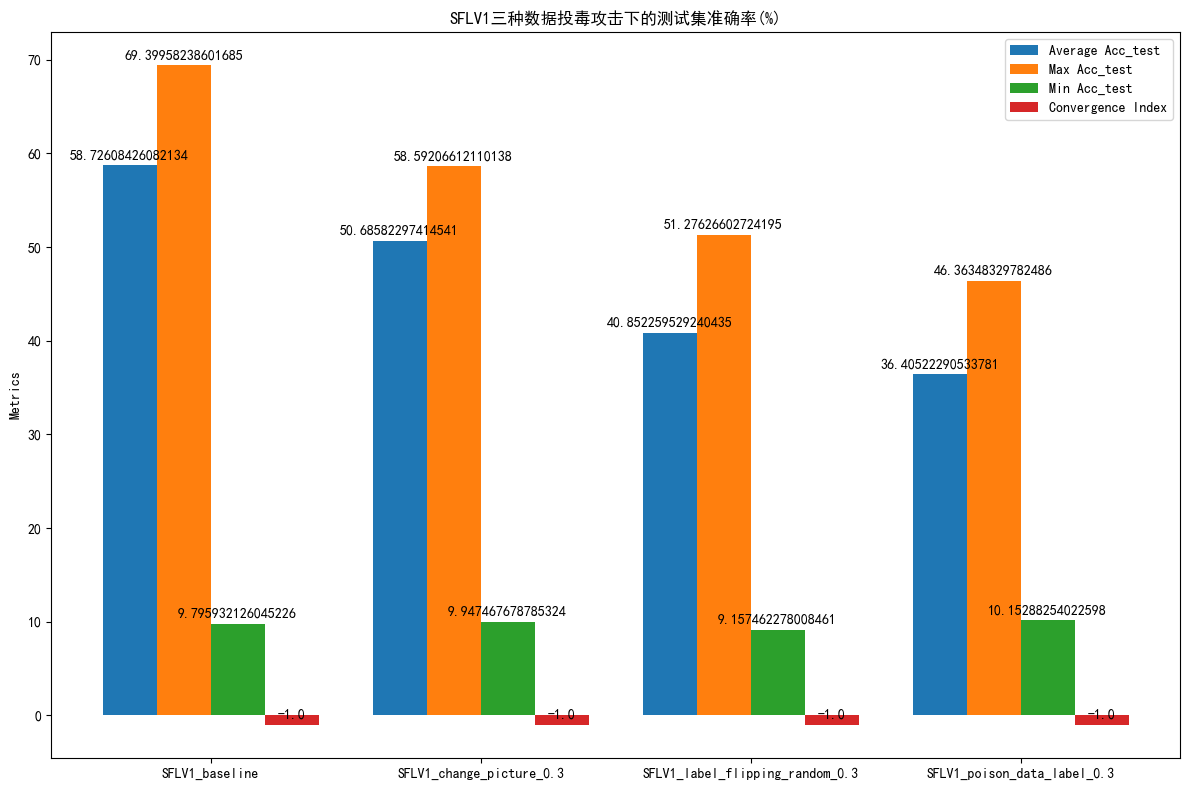 SFLV1三种数据投毒攻击下的测试集准确率(%)
Average Acc_test
Max Acc_test
Min Acc_test
Convergence Index
Metrics
70
60
50
40
30
20
10
0
58.72608426082134
69.39958238601685
9.795932126045226
-1.0
50.68582297414541
58.59206612110138
9.947467678785324
-1.0
40.852259529240435
51.27626602724195
9.157462278008461
-1.0
36.40522290533781
46.36348329782486
10.15288254022598
-1.0
SFLV1_baseline
SFLV1_change_picture_0.3
SFLV1_label_flipping_random_0.3
SFLV1_poison_data_label_0.3